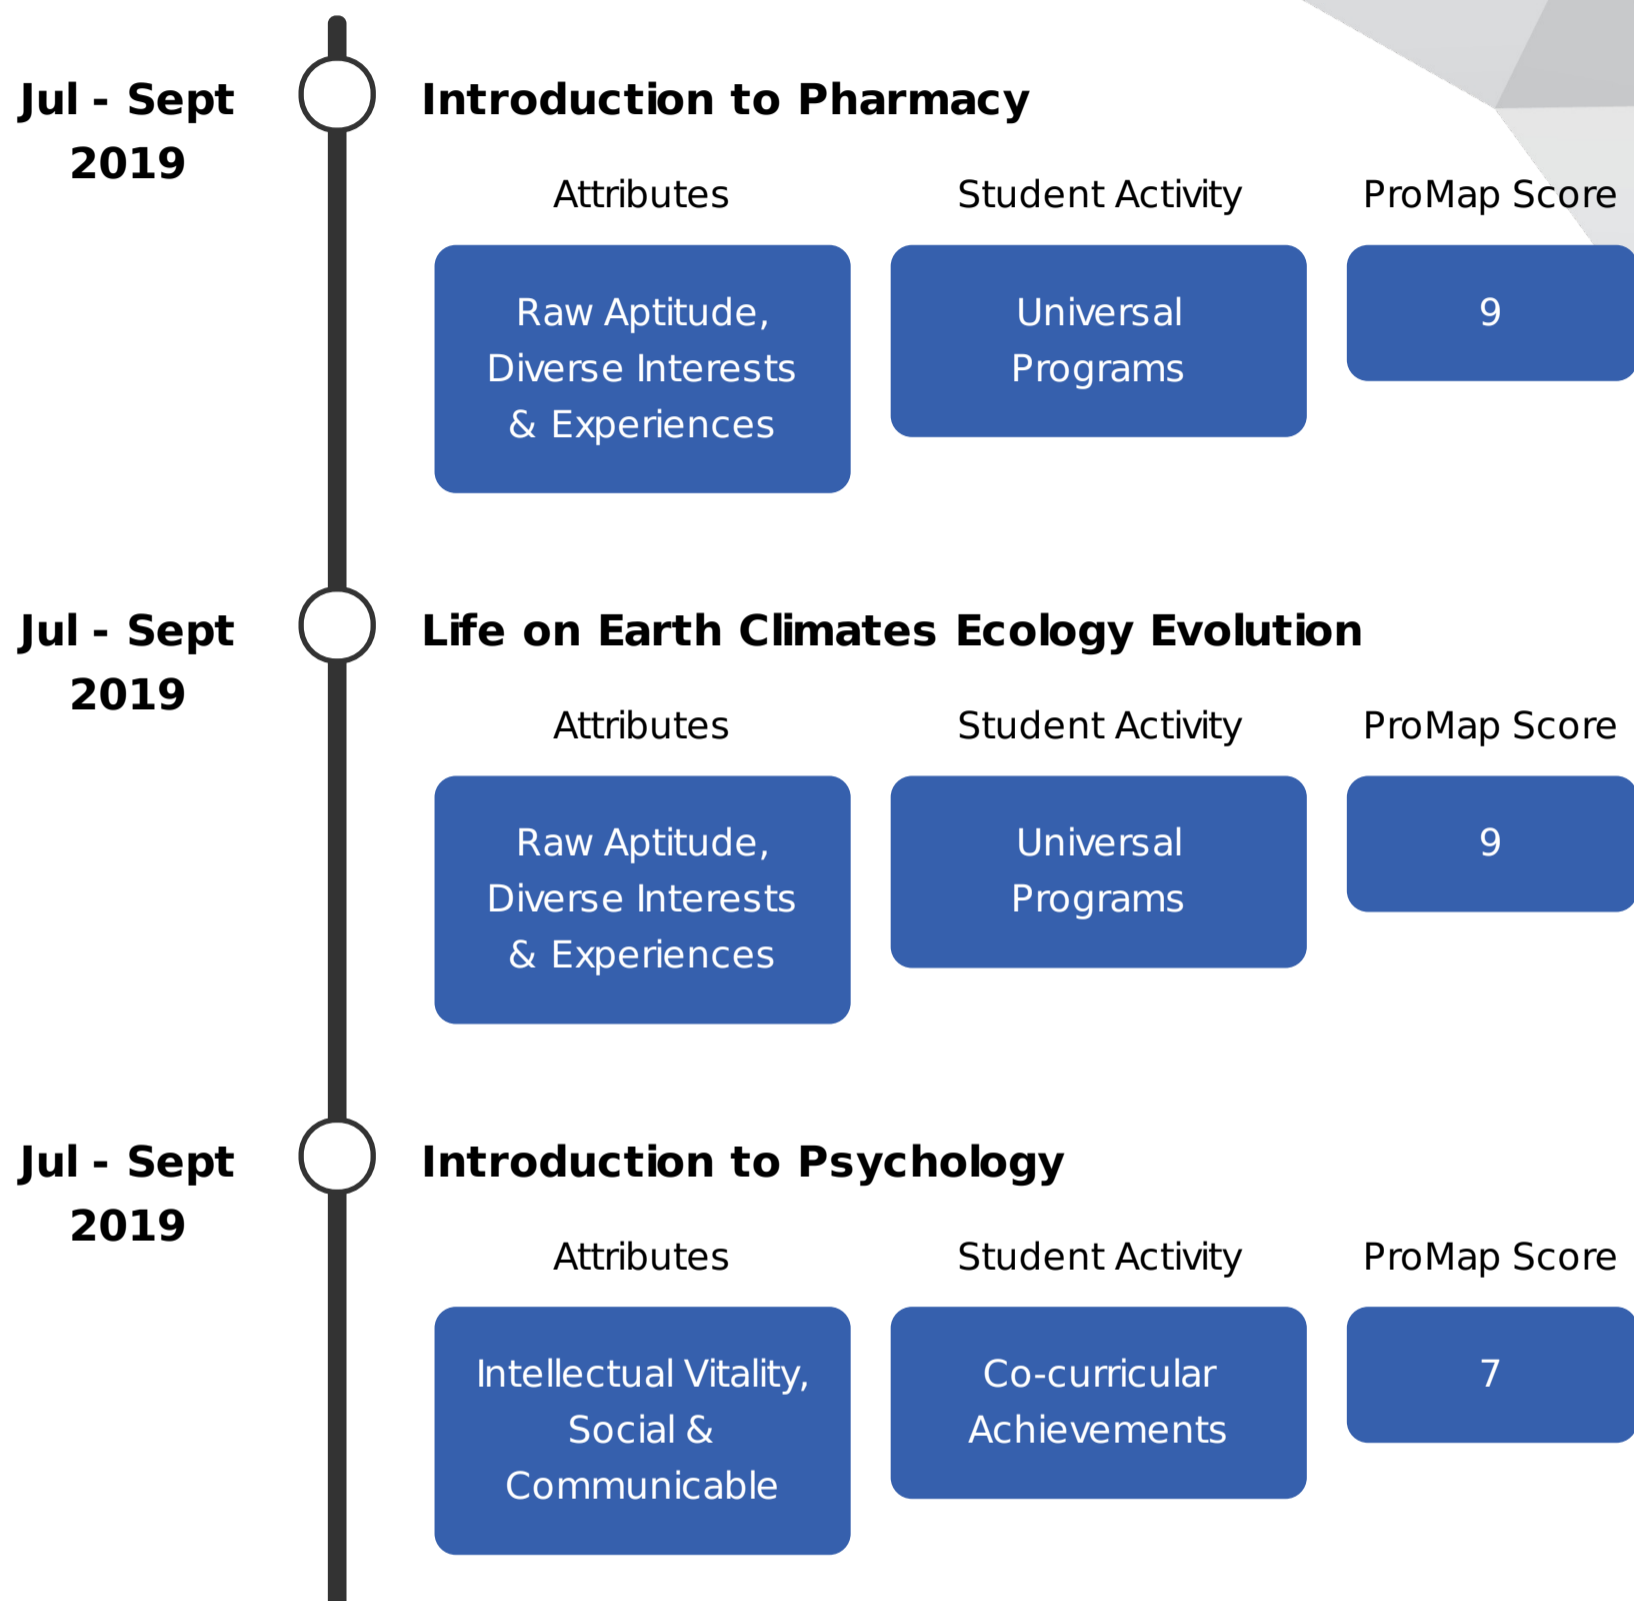 Jul - Sept
2019
Introduction to Pharmacy
Attributes
Student Activity
ProMap Score
Raw Aptitude,
Diverse Interests
& Experiences
Universal
Programs
9
Jul - Sept
2019
Life on Earth Climates Ecology Evolution
Attributes
Student Activity
ProMap Score
Raw Aptitude,
Diverse Interests
& Experiences
Universal
Programs
9
Jul - Sept
2019
Introduction to Psychology
Attributes
Student Activity
ProMap Score
Intellectual Vitality,
Social &
Communicable
Co-curricular
Achievements
7